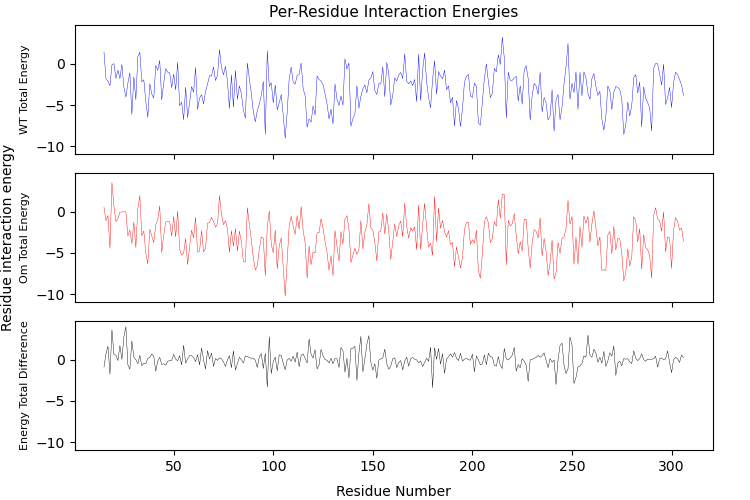 Per-Residue Interaction Energies
Residue interaction energy
WT Total Energy
0
−5
−10
Om Total Energy
0
−5
−10
Energy Total Difference
0
−5
−10
50 100 150 200 250 300
Residue Number